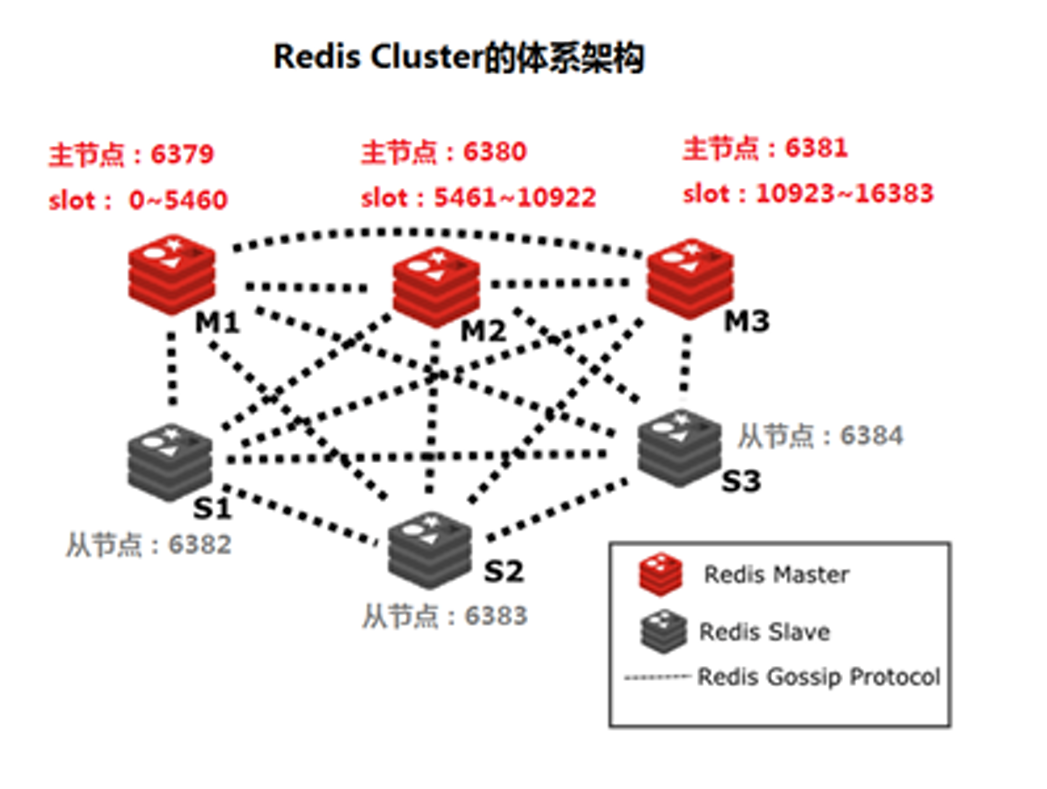 Redis Cluster的体系架构
主节点：6379
slot： 0~5460
主节点：6380
slot：5461~10922
主节点：6381
slot：10923~16383
M1
M2
M3
从节点：6384
S3
S1
从节点：6382
S2
从节点：6383
Redis Master
Redis Slave
Redis Gossip Protocol